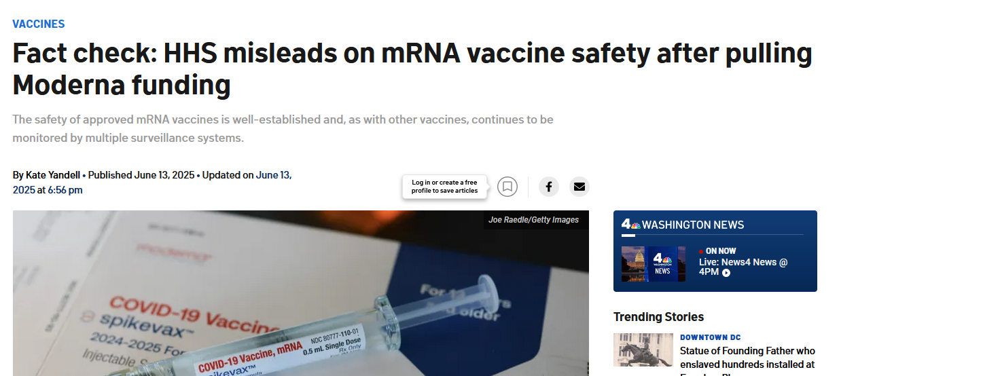 VACCINES
Fact check: HHS misleads on mRNA vaccine safety after pulling
Moderna funding
The safety of approved mRNA vaccines is well-established and, as with other vaccines, continues to be
monitored by multiple surveillance systems.
By Kate Yandell • Published June 13, 2025 • Updated on June 13,
2025 at 6:56 pm
Log in or create a free
profile to save articles
Joe Raedle/Getty Images
moderna
COVID-19 Vaccine
spikevax™
2024-2025 For
Injectable
For 12
older
COVID-19 Vaccine, mRNA
NDC 80777-110-01
0.5 mL Single Dose
Rx Only
4 WASHINGTON NEWS
4
WASHINGTON
NEWS
ON NOW
Live: News4 News @
4PM
Trending Stories
DOWNTOWN DC
Statue of Founding Father who
enslaved hundreds installed at